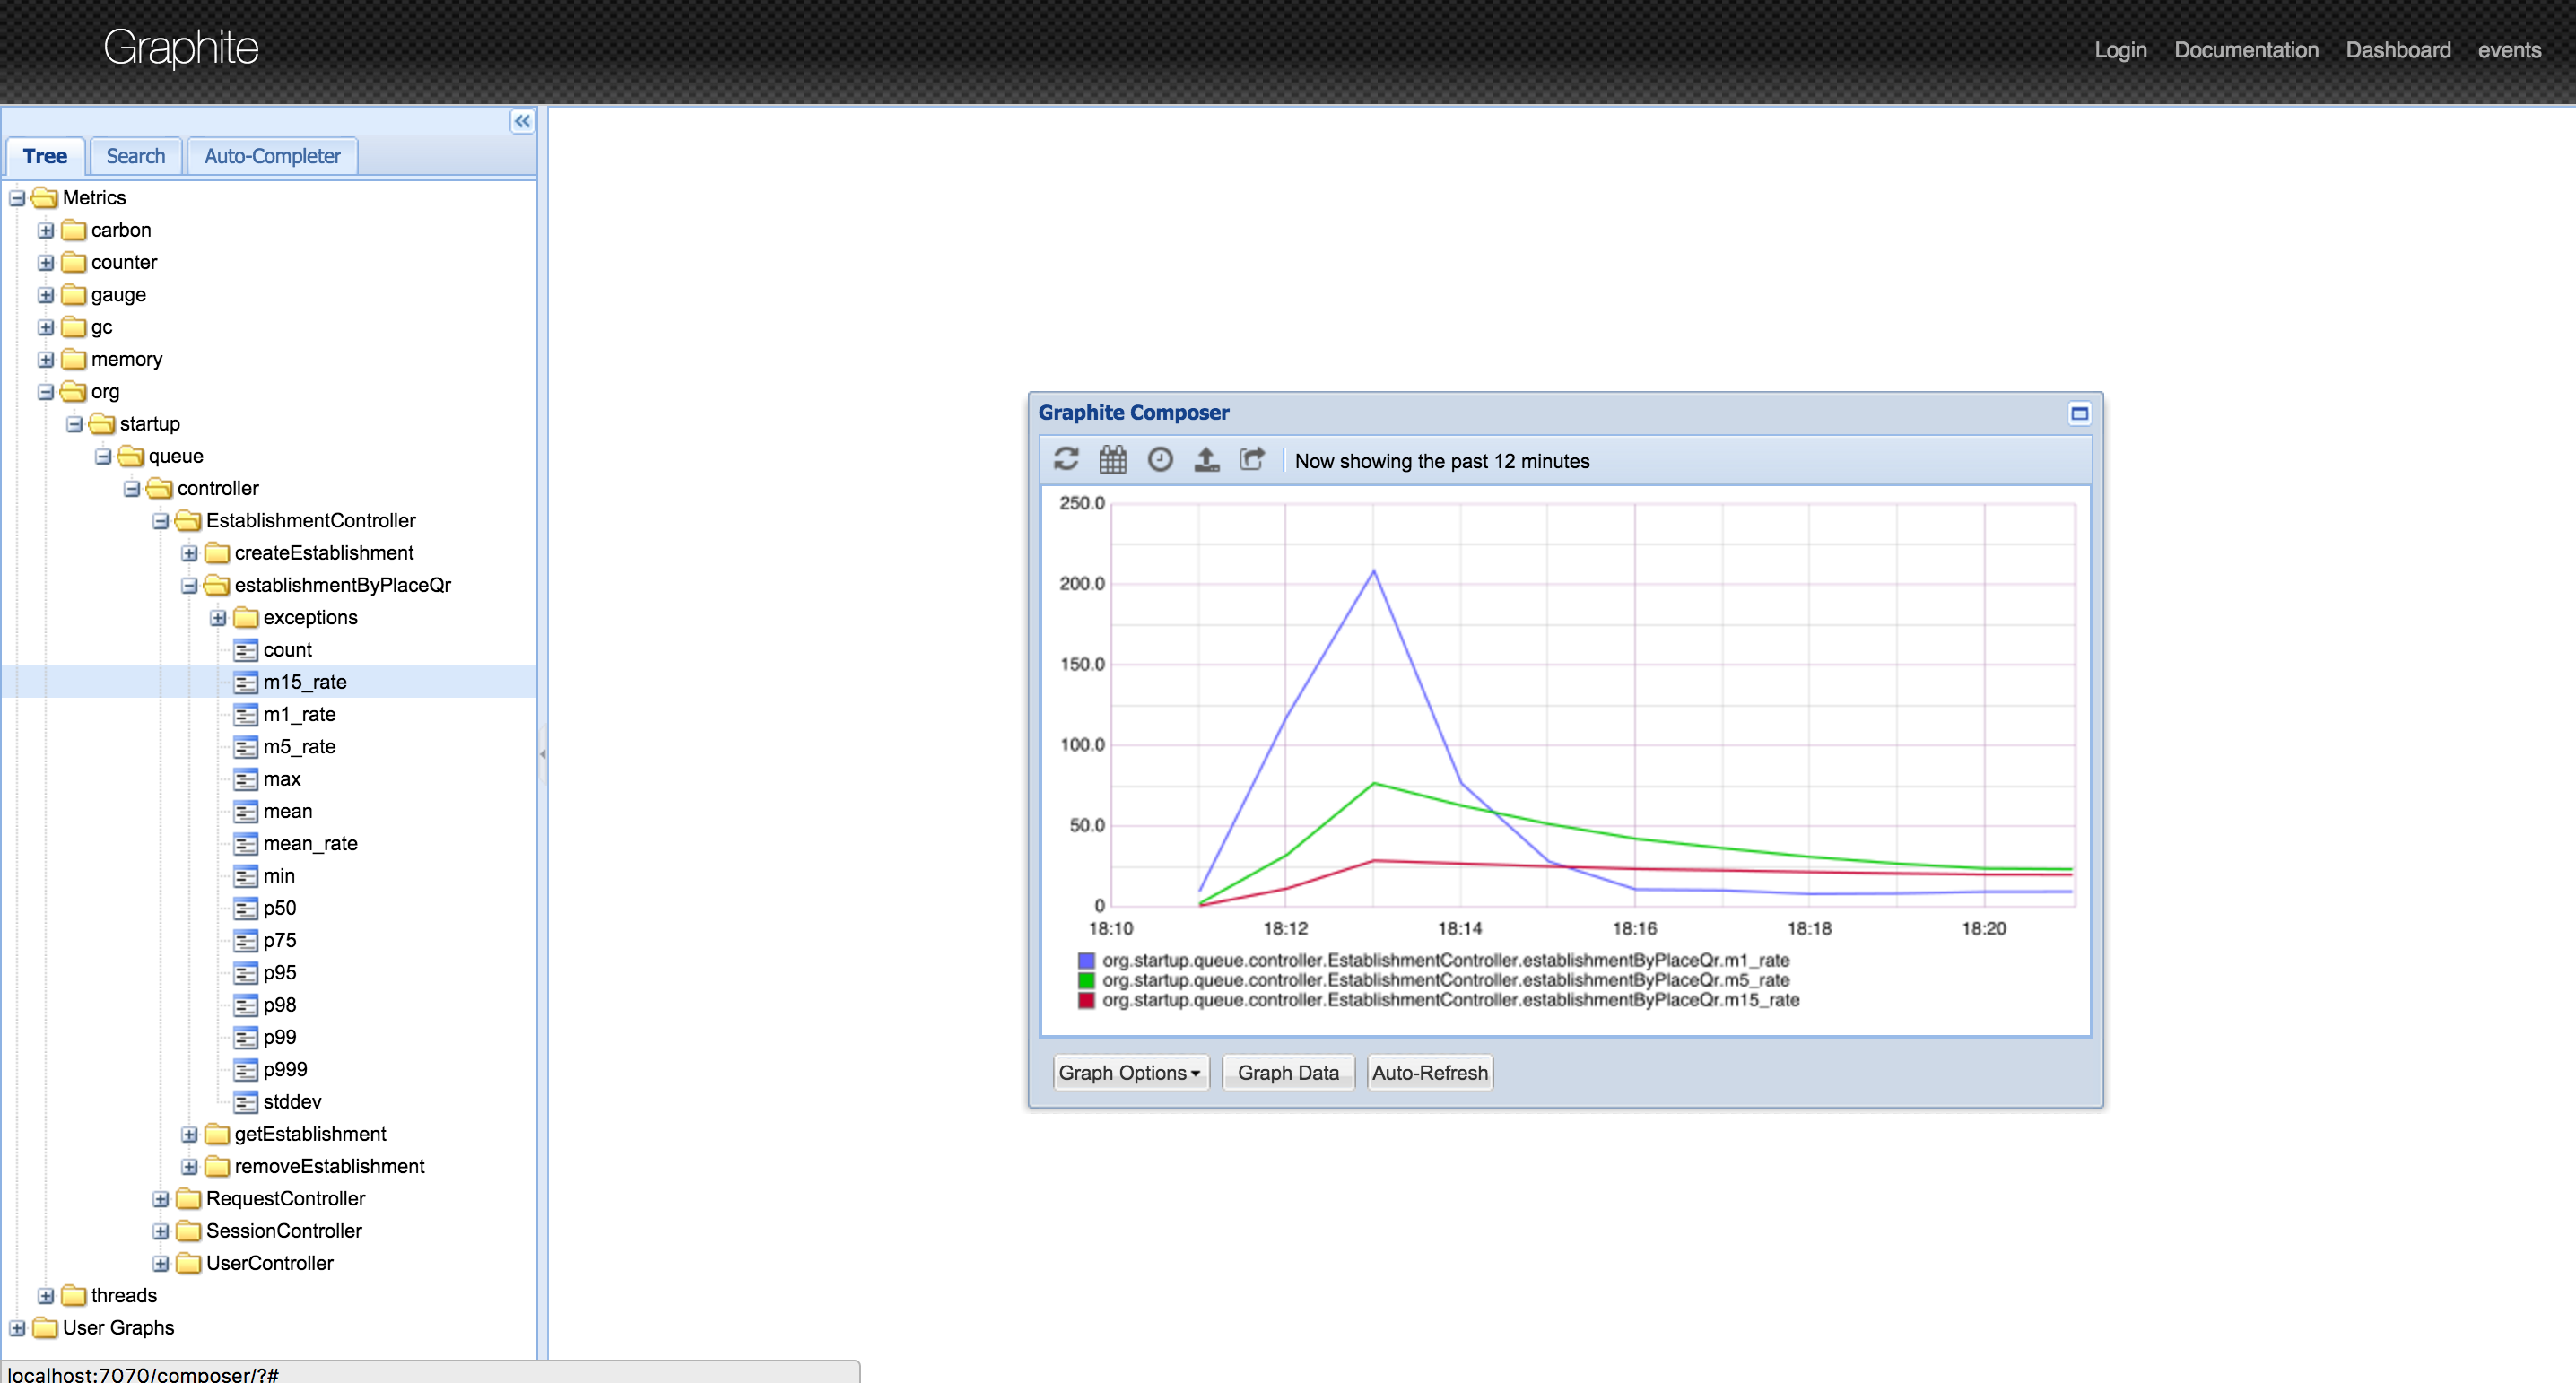 Graphite
Login Documentation Dashboard events
Tree Search Auto-Completer
Metrics
carbon
counter
gauge
gc
memory
org
startup
queue
controller
EstablishmentController
createEstablishment
establishmentByPlaceQr
exceptions
count
m15_rate
m1_rate
m5_rate
max
mean
mean_rate
min
p50
p75
p95
p98
p99
p999
stddev
getEstablishment
removeEstablishment
RequestController
SessionController
UserController
threads
User Graphs
localhost:7070/composer/?#
Graphite Composer
Now showing the past 12 minutes
250.0
200.0
150.0
100.0
50.0
0
18:10 18:12 18:14 18:16 18:18 18:20
org.startup.queue.controller.EstablishmentController.establishmentByPlaceQr.m1_rate
org.startup.queue.controller.EstablishmentController.establishmentByPlaceQr.m5_rate
org.startup.queue.controller.EstablishmentController.establishmentByPlaceQr.m15_rate
Graph Options Graph Data Auto-Refresh